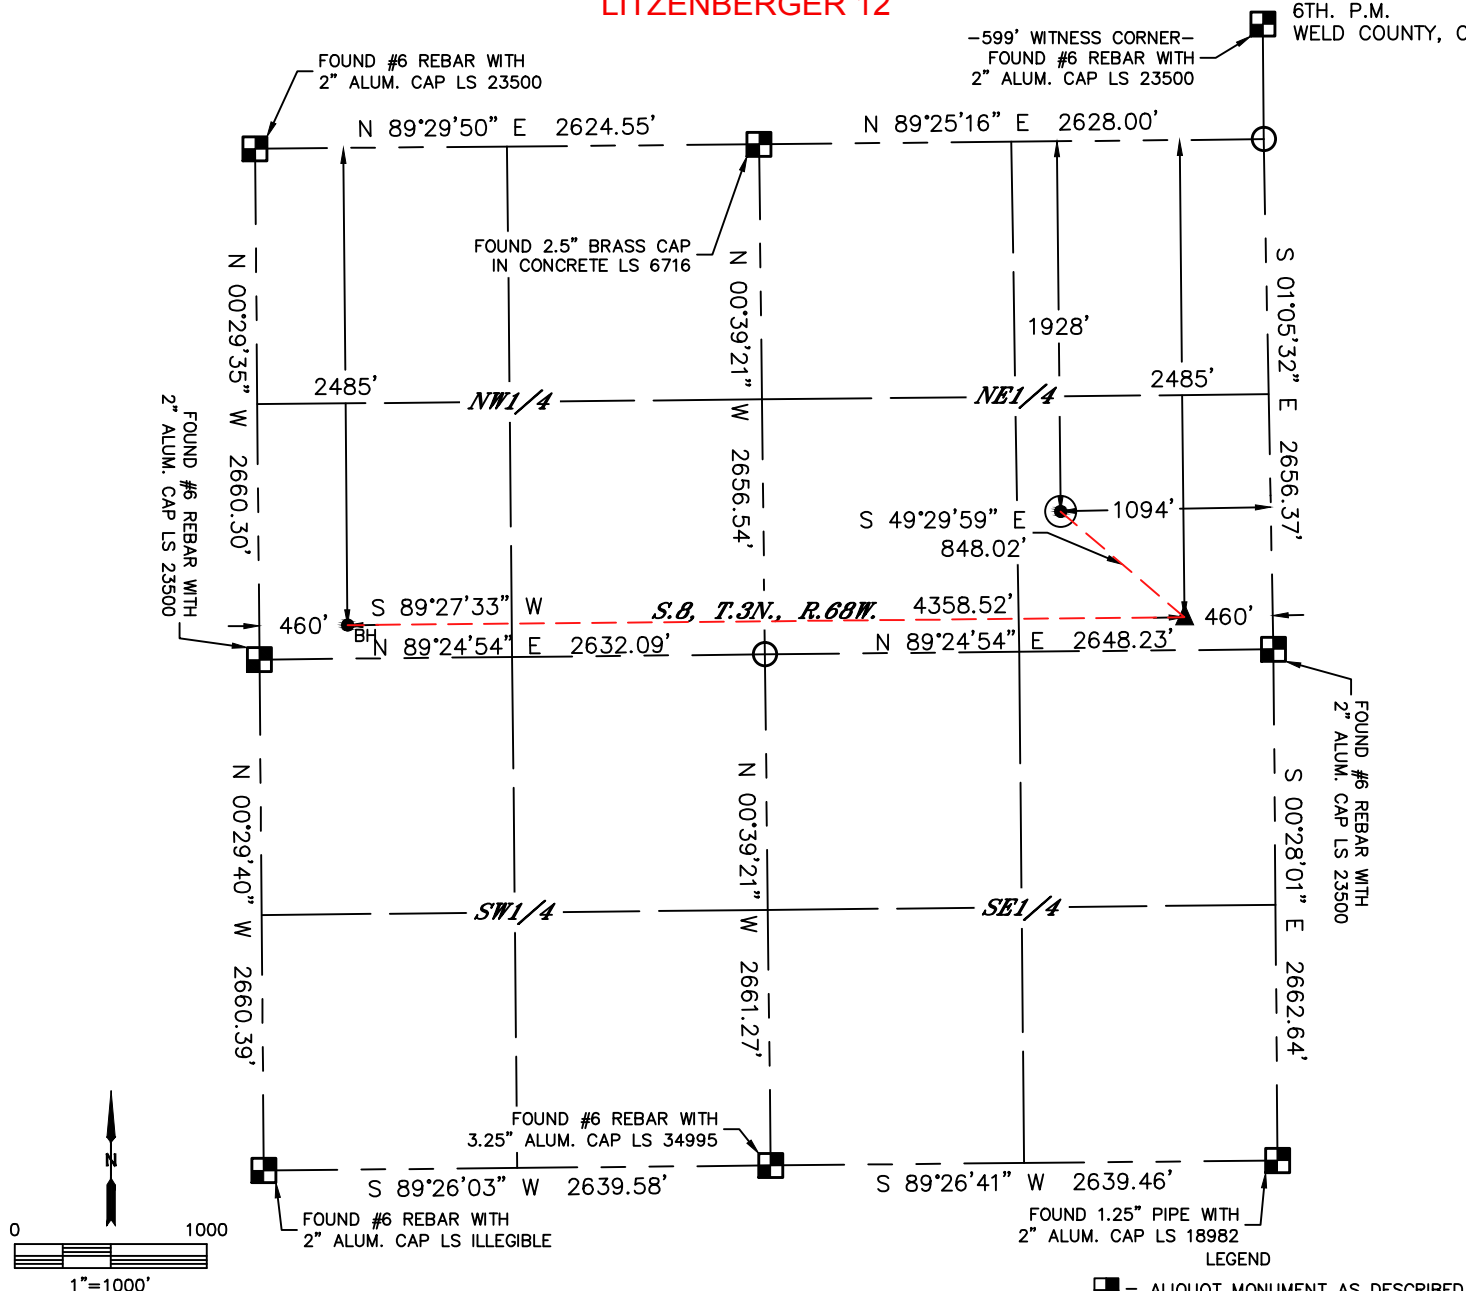 LITZENBERGER 12
6TH. P.M.
WELD COUNTY, C
-599' WITNESS CORNER-
FOUND #6 REBAR WITH
2" ALUM. CAP LS 23500
FOUND #6 REBAR WITH
2" ALUM. CAP LS 23500
N 89°29'50" E 2624.55'
N 89°25'16" E 2628.00'
FOUND 2.5" BRASS CAP
IN CONCRETE LS 6716
N 00°29'35" W 2660.30'
N 00°39'21" W 2656.54'
S 01°05'32" E 2656.37'
1928'
2485'
2485'
NW1/4
NE1/4
FOUND #6 REBAR WITH
2" ALUM. CAP LS 23500
1094'
S 49°29'59" E
848.02'
S 89°27'33" W
S.8, T.3N., R.68W.
4358.52'
460'
BH
460'
N 89°24'54" E 2632.09'
N 89°24'54" E 2648.23'
FOUND #6 REBAR WITH
2" ALUM. CAP LS 23500
N 00°29'40" W 2660.39'
N 00°39'21" W 2661.27'
S 00°28'01" E 2662.64'
SW1/4
SE1/4
FOUND #6 REBAR WITH
3.25" ALUM. CAP LS 34995
N
S 89°26'03" W 2639.58'
S 89°26'41" W 2639.46'
FOUND #6 REBAR WITH
2" ALUM. CAP LS ILLEGIBLE
FOUND 1.25" PIPE WITH
2" ALUM. CAP LS 18982
0 1000
1"=1000'
LEGEND
= ALIQUOT MONUMENT AS DESCRIBED